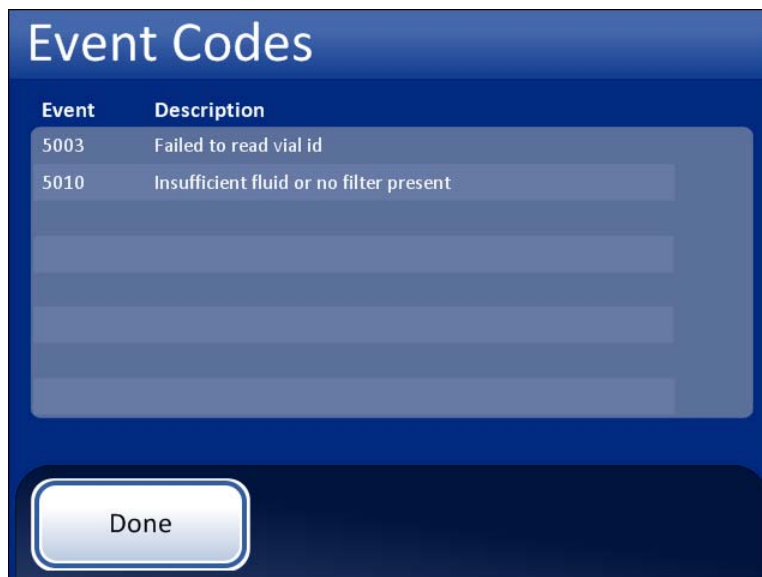 Event Codes
Event Description
5003 Failed to read vial id
5010 Insufficient fluid or no filter present
Done